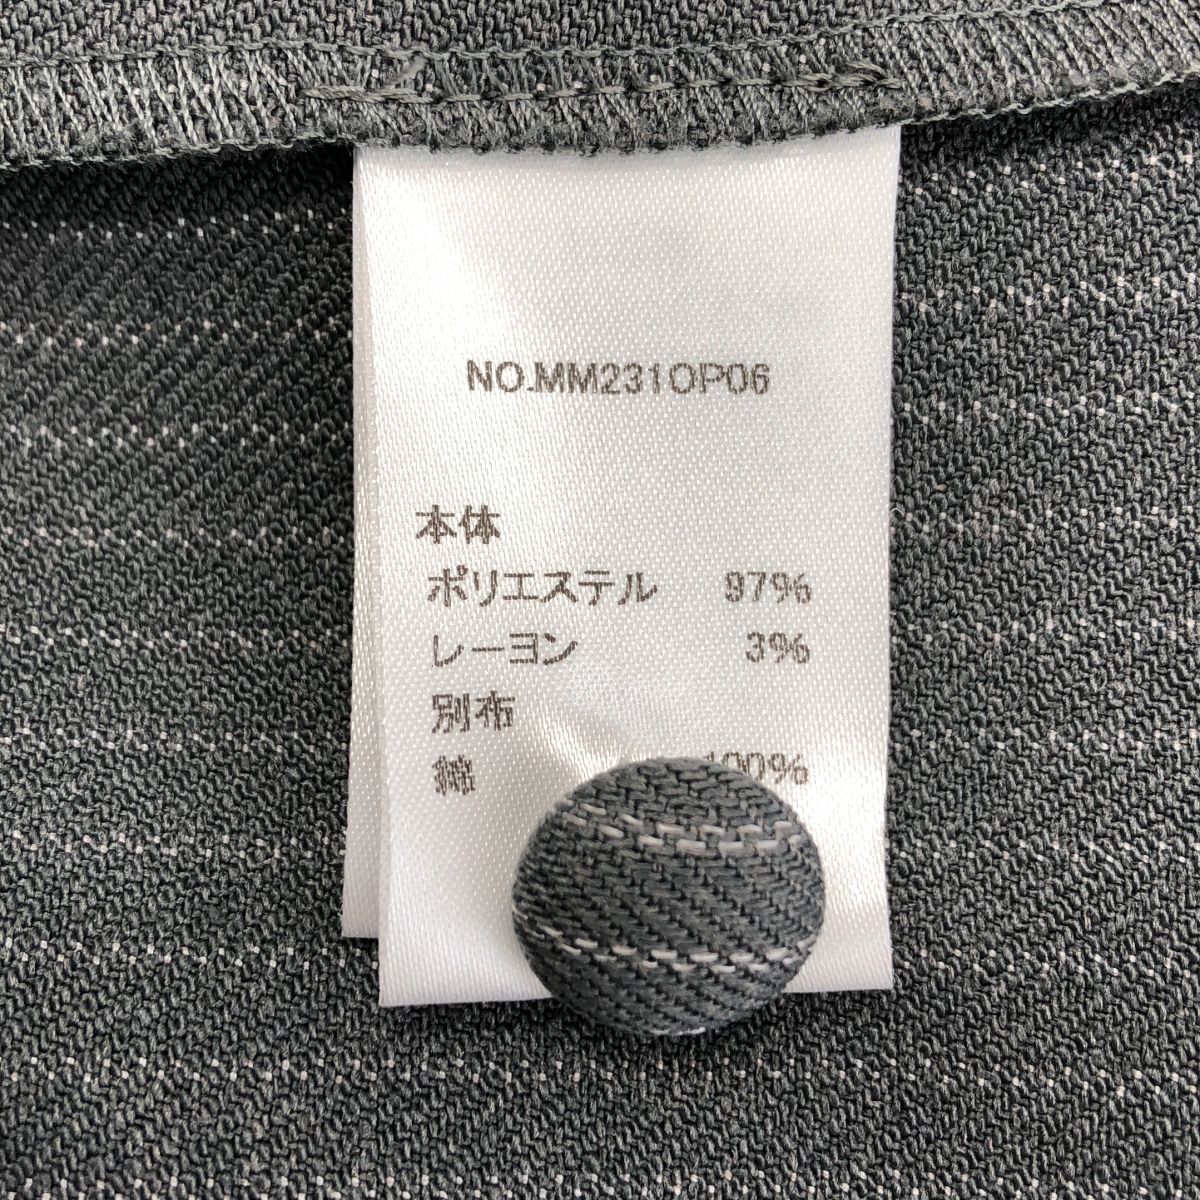 NO.MM231OP06
本体
ポリエステル 97%
レーヨン 3%
別布
綿 100%